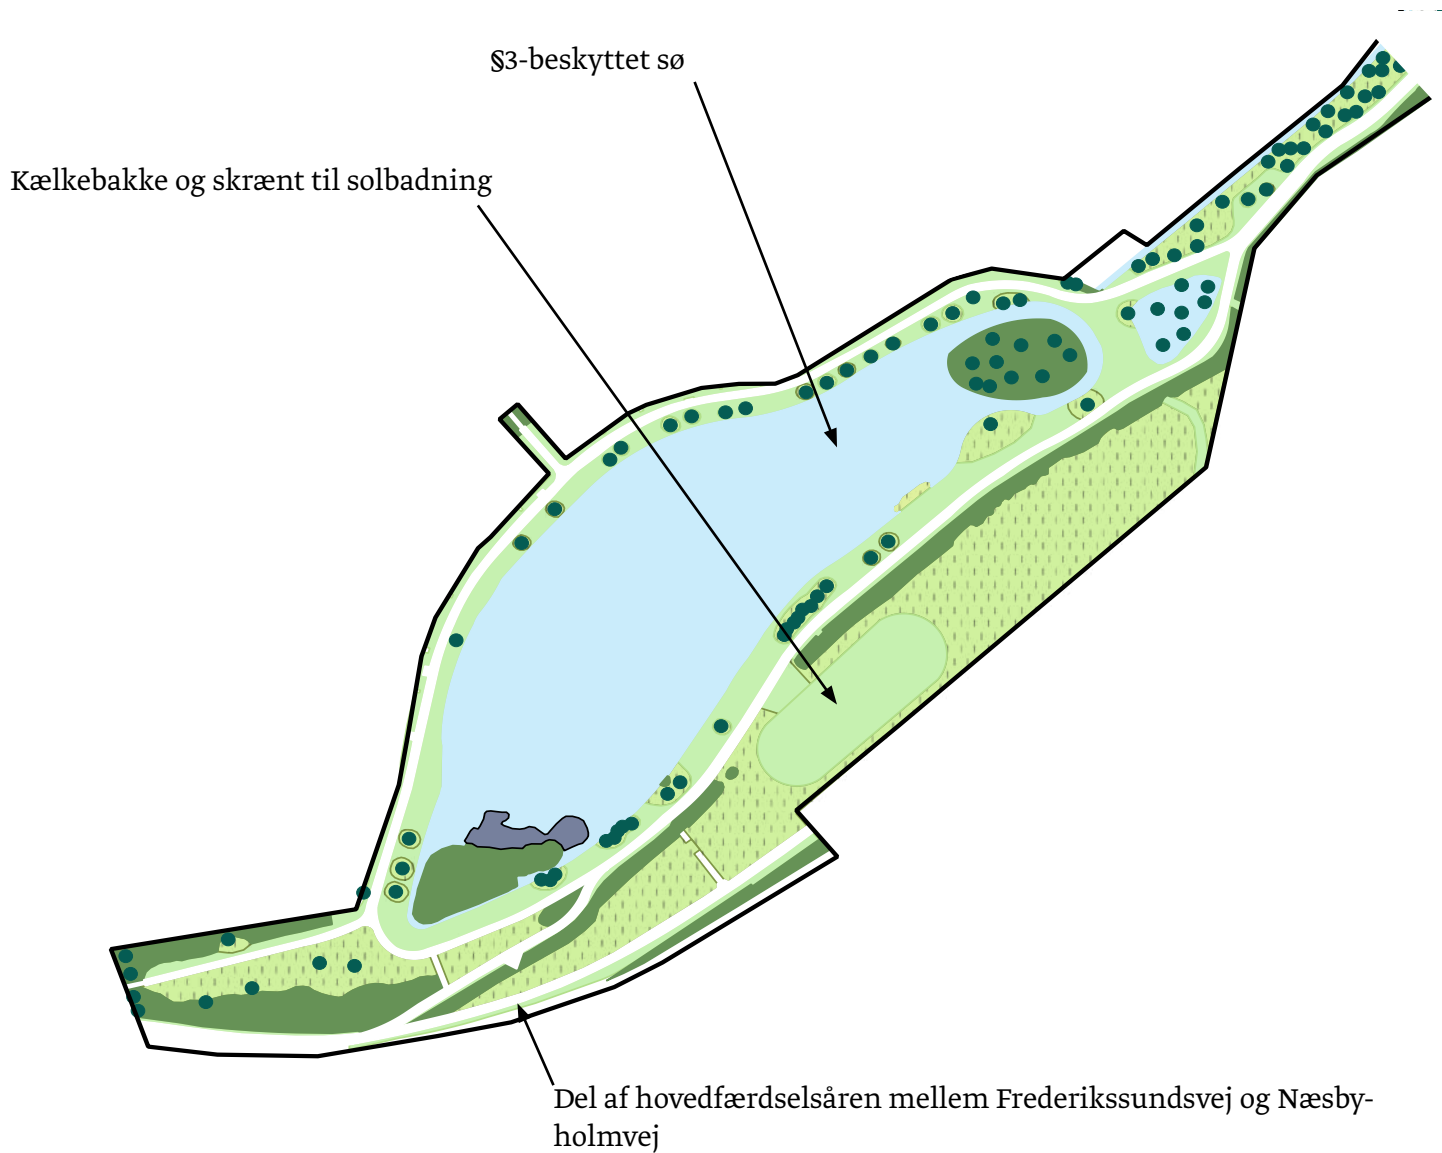 §3-beskyttet sø
Kælkebakke og skrænt til solbadning
Del af hovedfærdselsåren mellem Frederikssundsvej og Næsby-
holmvej